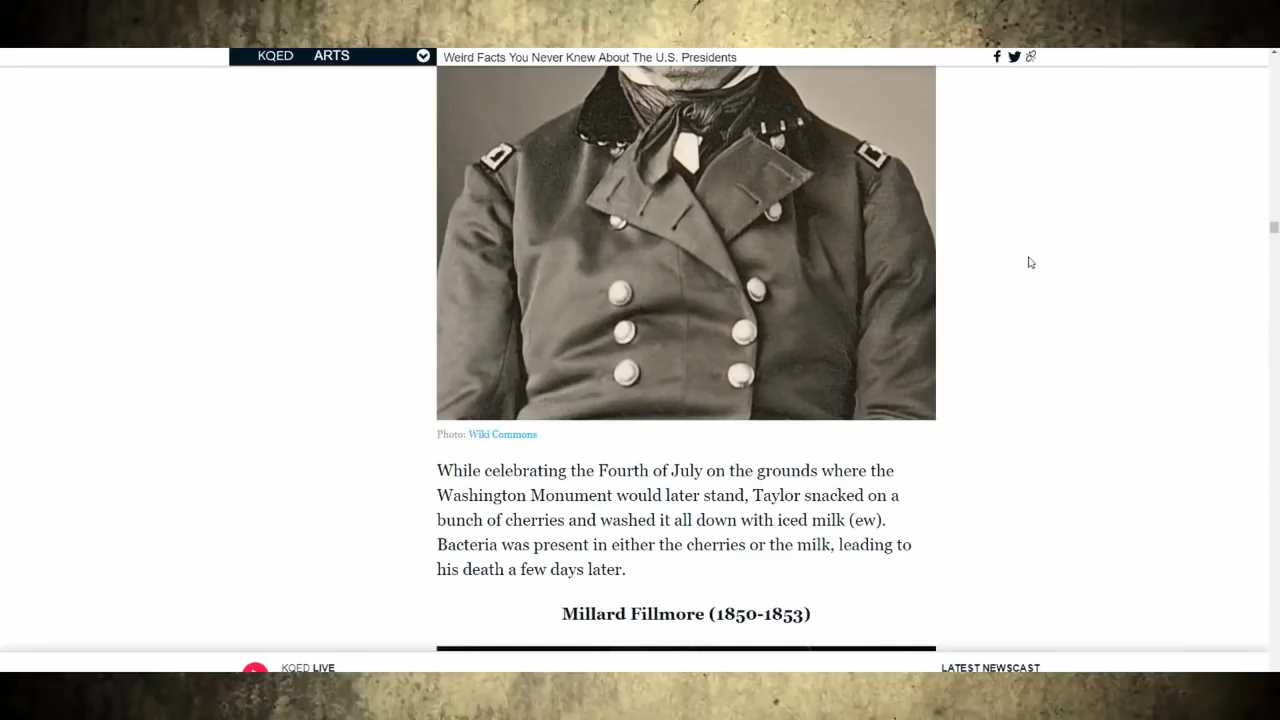 KQED ARTS
Weird Facts You Never Knew About The U.S. Presidents
Photo: Wiki Commons
While celebrating the Fourth of July on the grounds where the
Washington Monument would later stand, Taylor snacked on a
bunch of cherries and washed it all down with iced milk (ew).
Bacteria was present in either the cherries or the milk, leading to
his death a few days later.
Millard Fillmore (1850-1853)
KQED LIVE
LATEST NEWSCAST